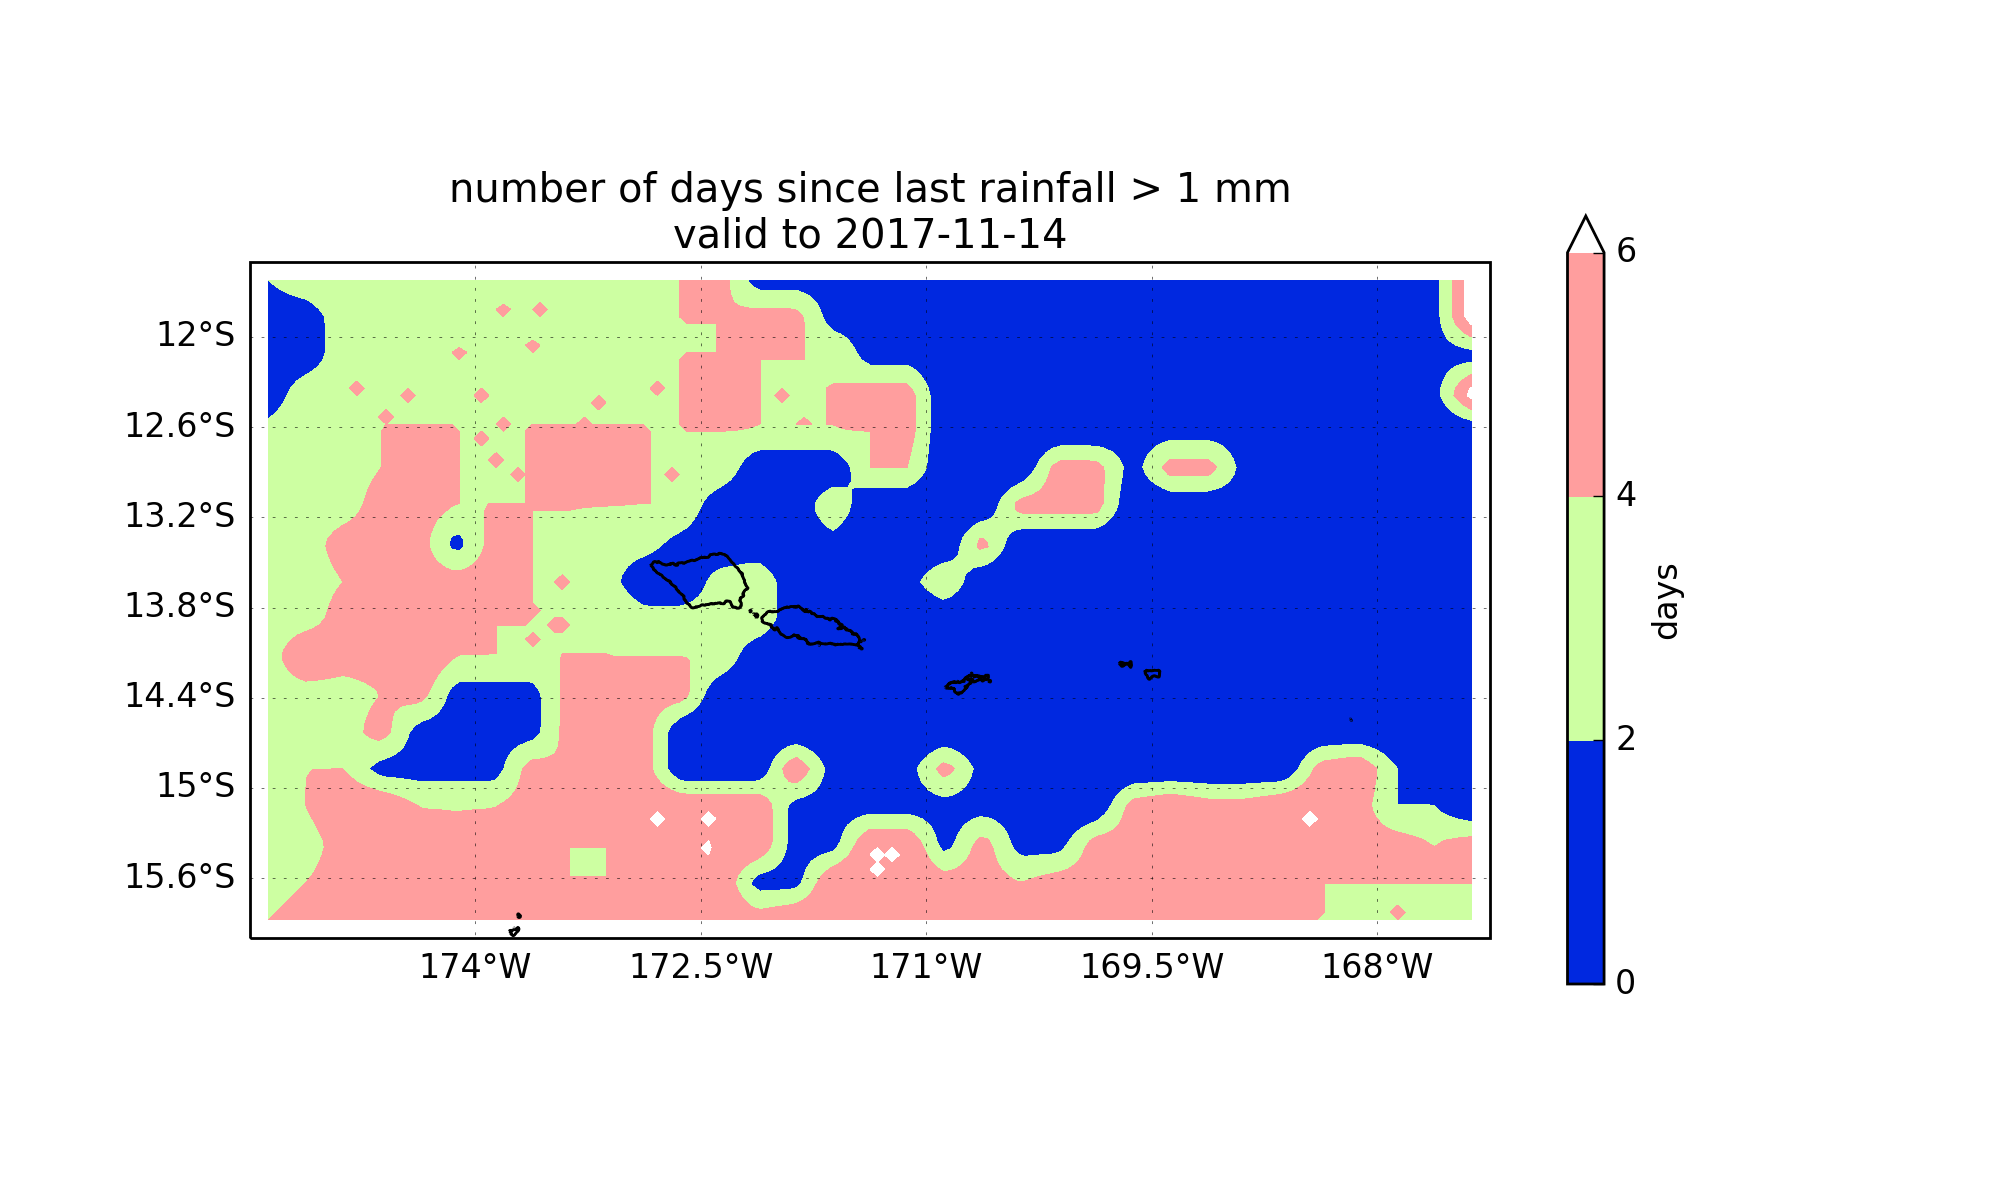 number of days since last rainfall > 1 mm
valid to 2017-11-14
12°S
12.6°S
13.2°S
13.8°S
14.4°S
15°S
15.6°S
174°W
172.5°W
171°W
169.5°W
168°W
6
4
2
0
days